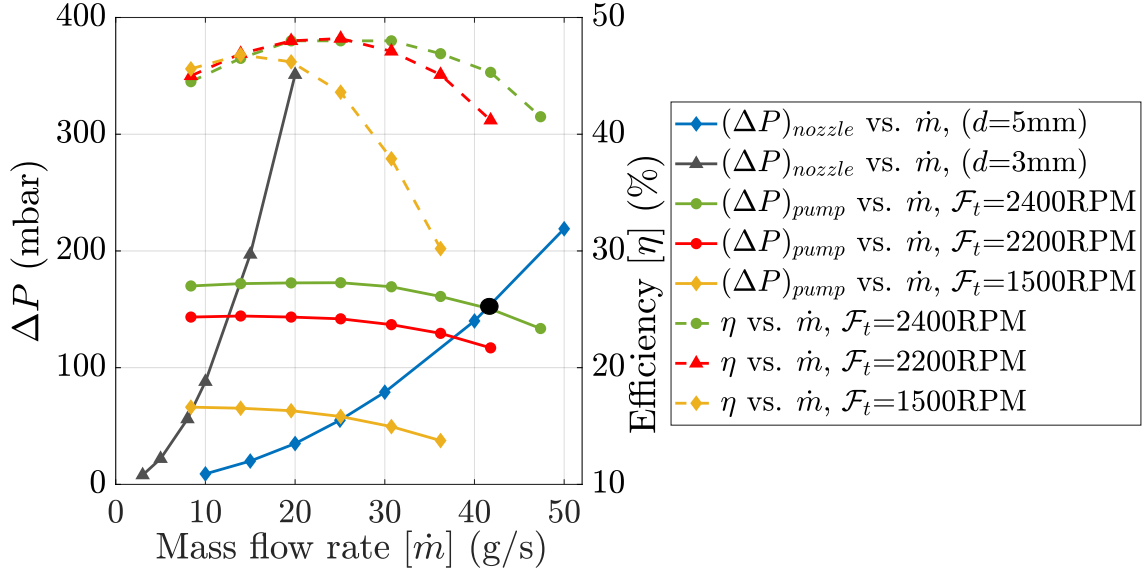 400
300
200
100
0
ΔP (mbar)
0 10 20 30 40 50
Mass flow rate [ṁ] (g/s)
50
40
30
20
10
Efficiency [η] (%)
(ΔP)nozzle vs. ṁ, (d=5mm)
(ΔP)nozzle vs. ṁ, (d=3mm)
(ΔP)pump vs. ṁ, ℱt=2400RPM
(ΔP)pump vs. ṁ, ℱt=2200RPM
(ΔP)pump vs. ṁ, ℱt=1500RPM
η vs. ṁ, ℱt=2400RPM
η vs. ṁ, ℱt=2200RPM
η vs. ṁ, ℱt=1500RPM